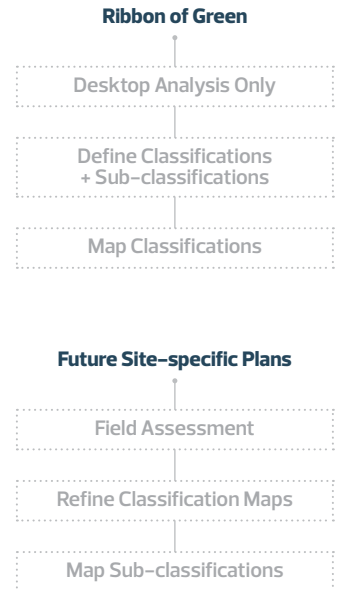 Ribbon of Green
Desktop Analysis Only
Define Classifications
+ Sub-classifications
Map Classifications
Future Site-specific Plans
Field Assessment
Refine Classification Maps
Map Sub-classifications